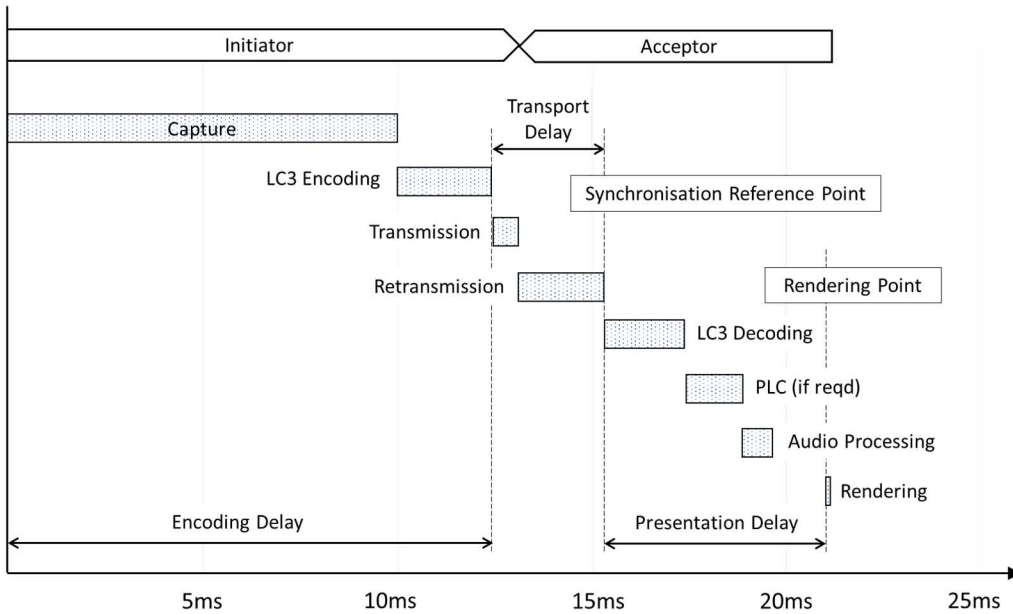 Initiator
Acceptor
Capture
Transport
Delay
LC3 Encoding
Synchronisation Reference Point
Transmission
Retransmission
Rendering Point
LC3 Decoding
PLC (if reqd)
Audio Processing
Rendering
Encoding Delay
Presentation Delay
5ms
10ms
15ms
20ms
25ms